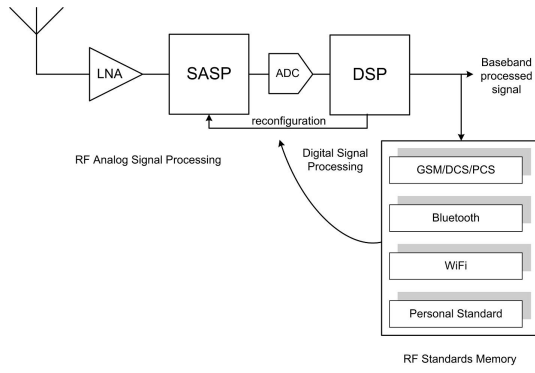 LNA
SASP
ADC
DSP
Baseband
processed
signal
reconfiguration
RF Analog Signal Processing
Digital Signal
Processing
GSM/DCS/PCS
Bluetooth
WiFi
Personal Standard
RF Standards Memory